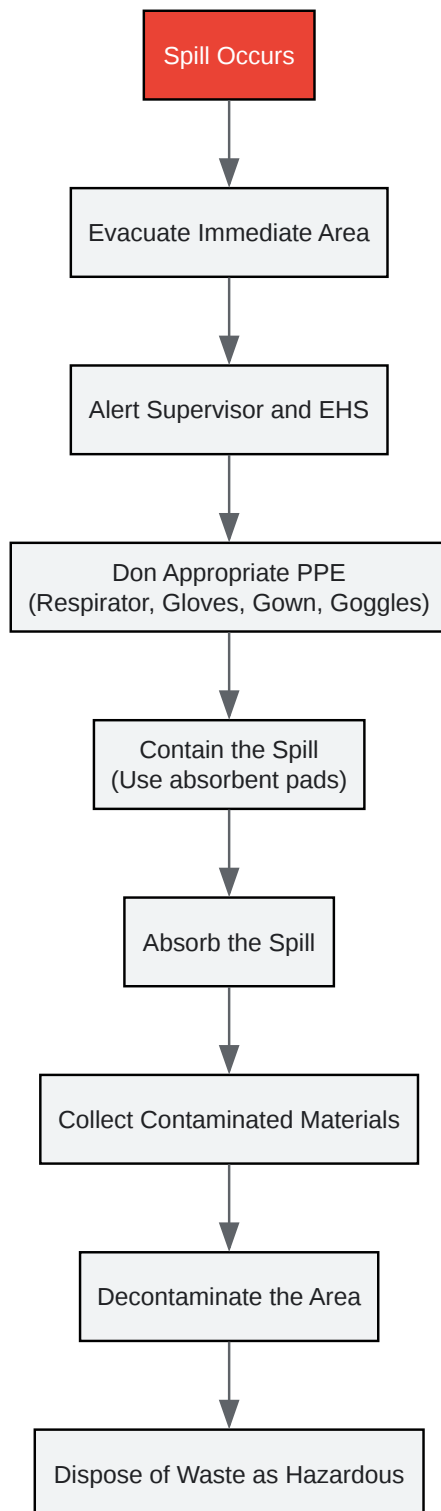 Spill Occurs
Evacuate Immediate Area
Alert Supervisor and EHS
Don Appropriate PPE
(Respirator, Gloves, Gown, Goggles)
Contain the Spill
(Use absorbent pads)
Absorb the Spill
Collect Contaminated Materials
Decontaminate the Area
Dispose of Waste as Hazardous